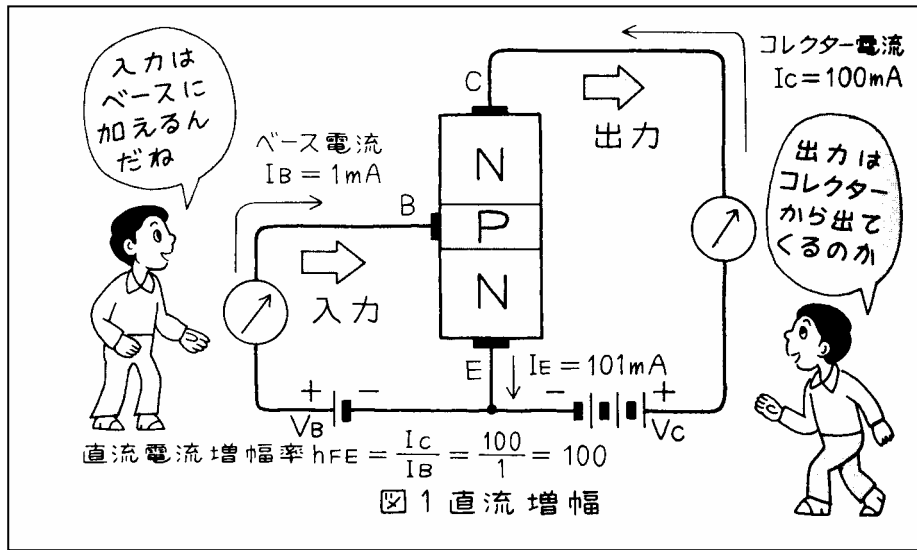 入力は
ベースに
加えるん
だね
ベース電流
IB=1mA
B
入力
C
N
P
N
E
出力
コレクター電流
Ic=100mA
出力は
コレクター
から出て
くるのか
IE=101mA
+ -
VB
- +
Vc
直流電流増幅率hFE=Ic/IB=100/1=100
図1直流増幅